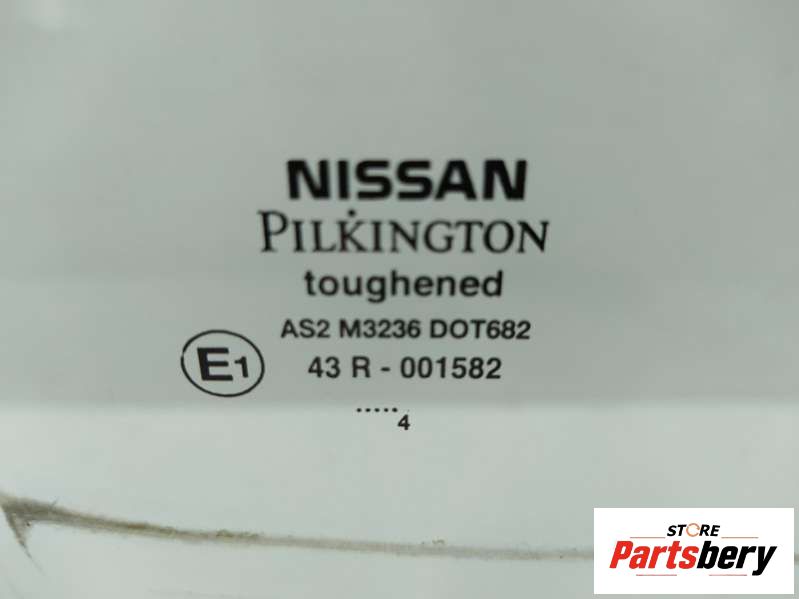 NISSAN
PILKINGTON
toughened
AS2 M3236 DOT682
E1 43 R - 001582
.....
4
STORE
Partsbery